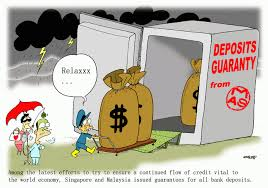 DEPOSITS
GUARANTY
from
MAS
Relaxxx
...
$
$
Among the latest efforts to try to ensure a continued flow of credit vital to
the world economy, Singapore and Malaysia issued guarantees for all bank deposits.